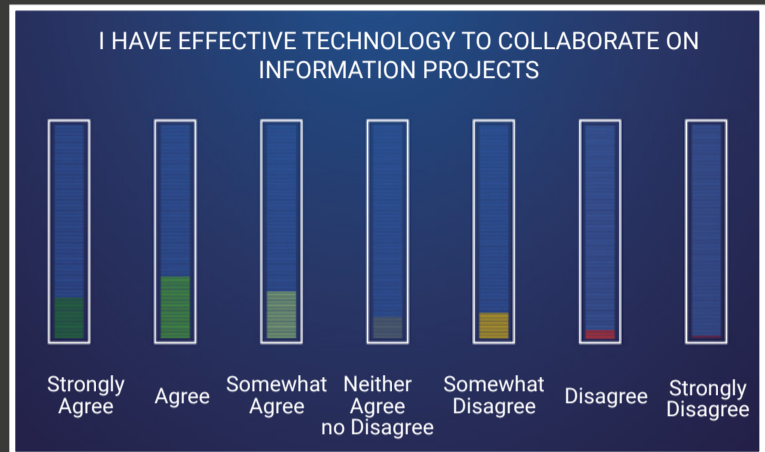 I HAVE EFFECTIVE TECHNOLOGY TO COLLABORATE ON
INFORMATION PROJECTS
Strongly
Agree
Agree
Somewhat
Agree
Neither
Agree
no Disagree
Somewhat
Disagree
Disagree
Strongly
Disagree